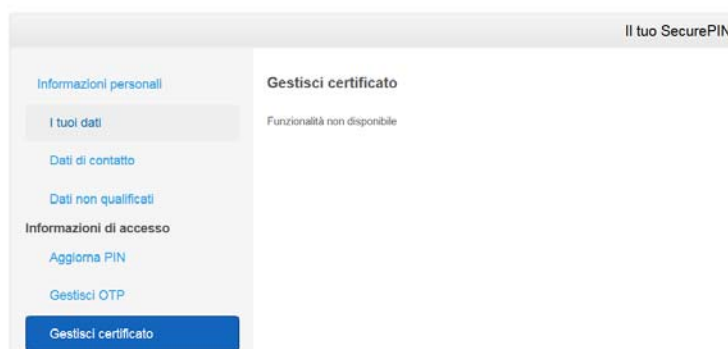 Il tuo SecurePIN
Informazioni personali
I tuoi dati
Dati di contatto
Dati non qualificati
Informazioni di accesso
Aggiorna PIN
Gestisci OTP
Gestisci certificato
Gestisci certificato
Funzionalità non disponibile